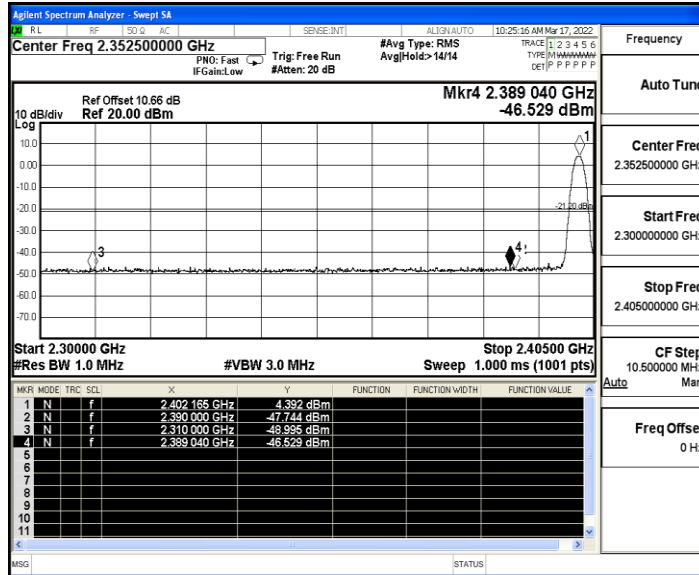 Agilent Spectrum Analyzer - Swept SA
RL RF 50 Ω AC SENSE:INT ALIGN AUTO 10:25:16 AM Mar 17, 2022
Center Freq 2.352500000 GHz
PNO: Fast
IFGain:Low
Trig: Free Run
#Atten: 20 dB
#Avg Type: RMS
Avg|Hold:> 14/14
TRACE 1 2 3 4 5 6
TYPE M WWWWW
DET P P P P P P
Mkr4 2.389 040 GHz
-46.529 dBm
Ref Offset 10.66 dB
10 dB/div Ref 20.00 dBm
Log
10.0
0.00
-10.0
-20.0
-30.0
-40.0
-50.0
-60.0
-70.0
1
-21.20 dBm
3
4
Start 2.30000 GHz Stop 2.40500 GHz
#Res BW 1.0 MHz #VBW 3.0 MHz Sweep 1.000 ms (1001 pts)
MKR MODE TRC SCL X Y FUNCTION FUNCTION WIDTH FUNCTION VALUE
1 N f 2.402 165 GHz 4.392 dBm
2 N f 2.390 000 GHz -47.744 dBm
3 N f 2.310 000 GHz -48.995 dBm
4 N f 2.389 040 GHz -46.529 dBm
5
6
7
8
9
10
11
MSG STATUS
Frequency
Auto Tune
Center Freq
2.352500000 GHz
Start Freq
2.300000000 GHz
Stop Freq
2.405000000 GHz
CF Step
10.500000 MHz
Auto Man
Freq Offset
0 Hz